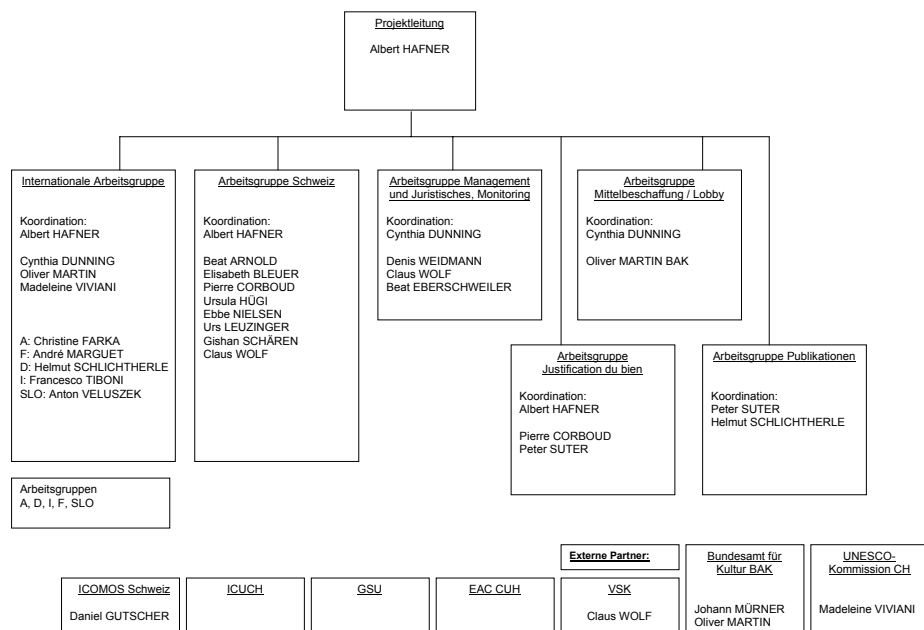 Projektleitung
Albert HAFNER
Internationale Arbeitsgruppe
Koordination:
Albert HAFNER
Cynthia DUNNING
Oliver MARTIN
Madeleine VIVIANI
A: Christine FARKA
F: André MARGUET
D: Helmut SCHLICHTHERLE
I: Francesco TIBONI
SLO: Anton VELUSZEK
Arbeitsgruppe Schweiz
Koordination:
Albert HAFNER
Beat ARNOLD
Elisabeth BLEUER
Pierre CORBOUD
Ursula HÜGI
Ebbe NIELSEN
Urs LEUZINGER
Gishan SCHÄREN
Claus WOLF
Arbeitsgruppe Management
und Juristisches, Monitoring
Koordination:
Cynthia DUNNING
Denis WEIDMANN
Claus WOLF
Beat EBERSCHWEILER
Arbeitsgruppe
Mittelbeschaffung / Lobby
Koordination:
Cynthia DUNNING
Oliver MARTIN BAK
Arbeitsgruppe
Justification du bien
Koordination:
Albert HAFNER
Pierre CORBOUD
Peter SUTER
Arbeitsgruppe Publikationen
Koordination:
Peter SUTER
Helmut SCHLICHTHERLE
Arbeitsgruppen
A, D, I, F, SLO
Externe Partner:
ICOMOS Schweiz
Daniel GUTSCHER
ICUCH
GSU
EAC CUH
VSK
Claus WOLF
Bundesamt für
Kultur BAK
Johann MÜRNER
Oliver MARTIN
UNESCO-
Kommission CH
Madeleine VIVIANI